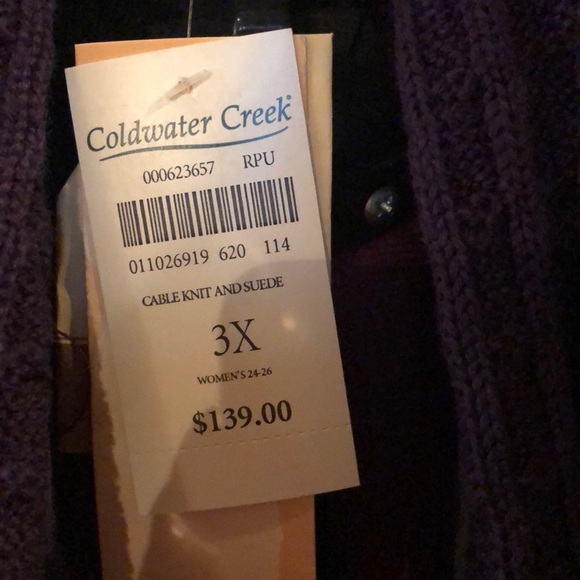 Coldwater Creek®
000623657 RPU
011026919 620 114
CABLE KNIT AND SUEDE
3X
WOMEN'S 24-26
$139.00